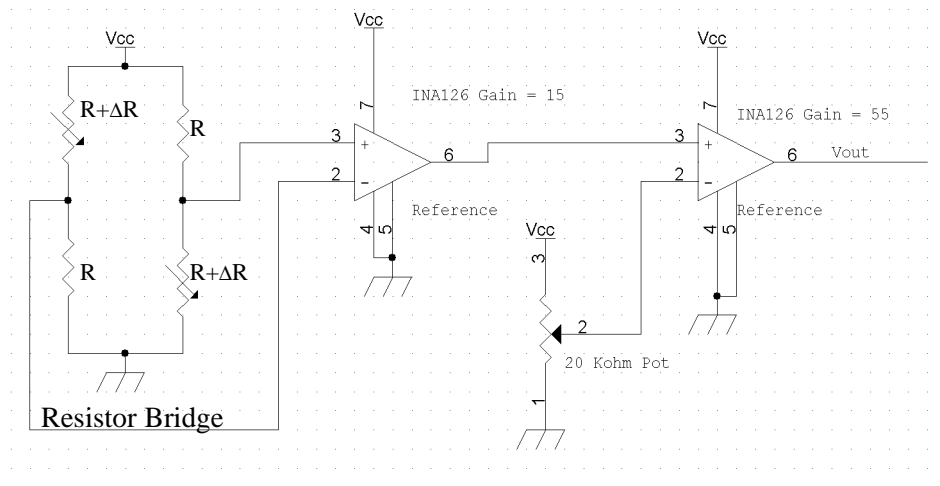 Vcc
Vcc
Vcc
R+ΔR
R
7
INA126 Gain = 15
7
INA126 Gain = 55
3
+
6
3
+
6
Vout
2
−
2
−
Reference
Reference
4
5
4
5
Vcc
3
R
R+ΔR
2
20 Kohm Pot
1
Resistor Bridge